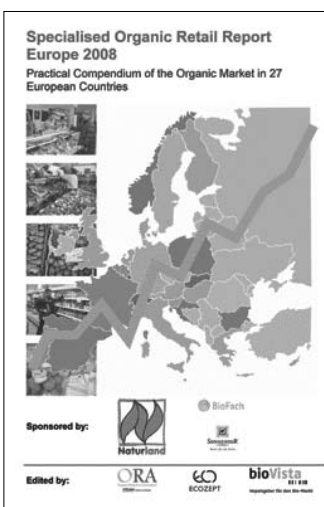 Specialised Organic Retail Report
Europe 2008
Practical Compendium of the Organic Market in 27
European Countries
BioFach
Sponsored by:
Naturland
Edited by:
ORA
ECOZEPT
bioVista